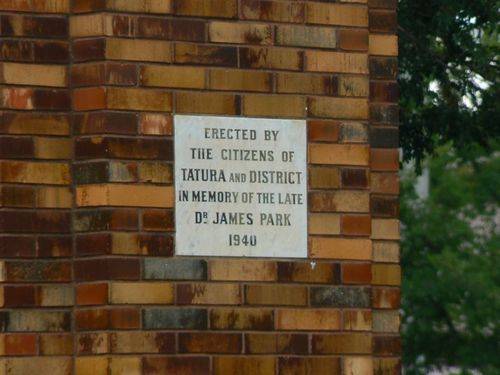 ERECTED BY
THE CITIZENS OF
TATURA AND DISTRICT
IN MEMORY OF THE LATE
DR JAMES PARK
1940